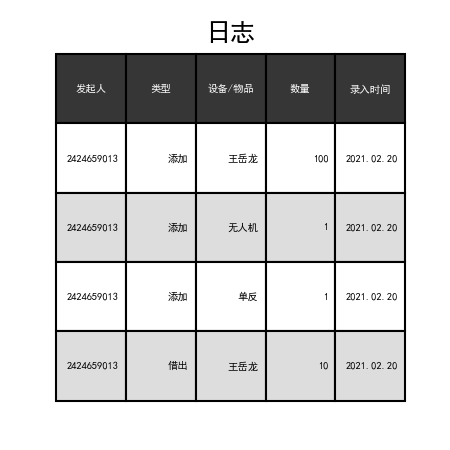 日志
发起人 类型 设备/物品 数量 录入时间
2424659013 添加 王岳龙 100 2021.02.20
2424659013 添加 无人机 1 2021.02.20
2424659013 添加 单反 1 2021.02.20
2424659013 借出 王岳龙 10 2021.02.20